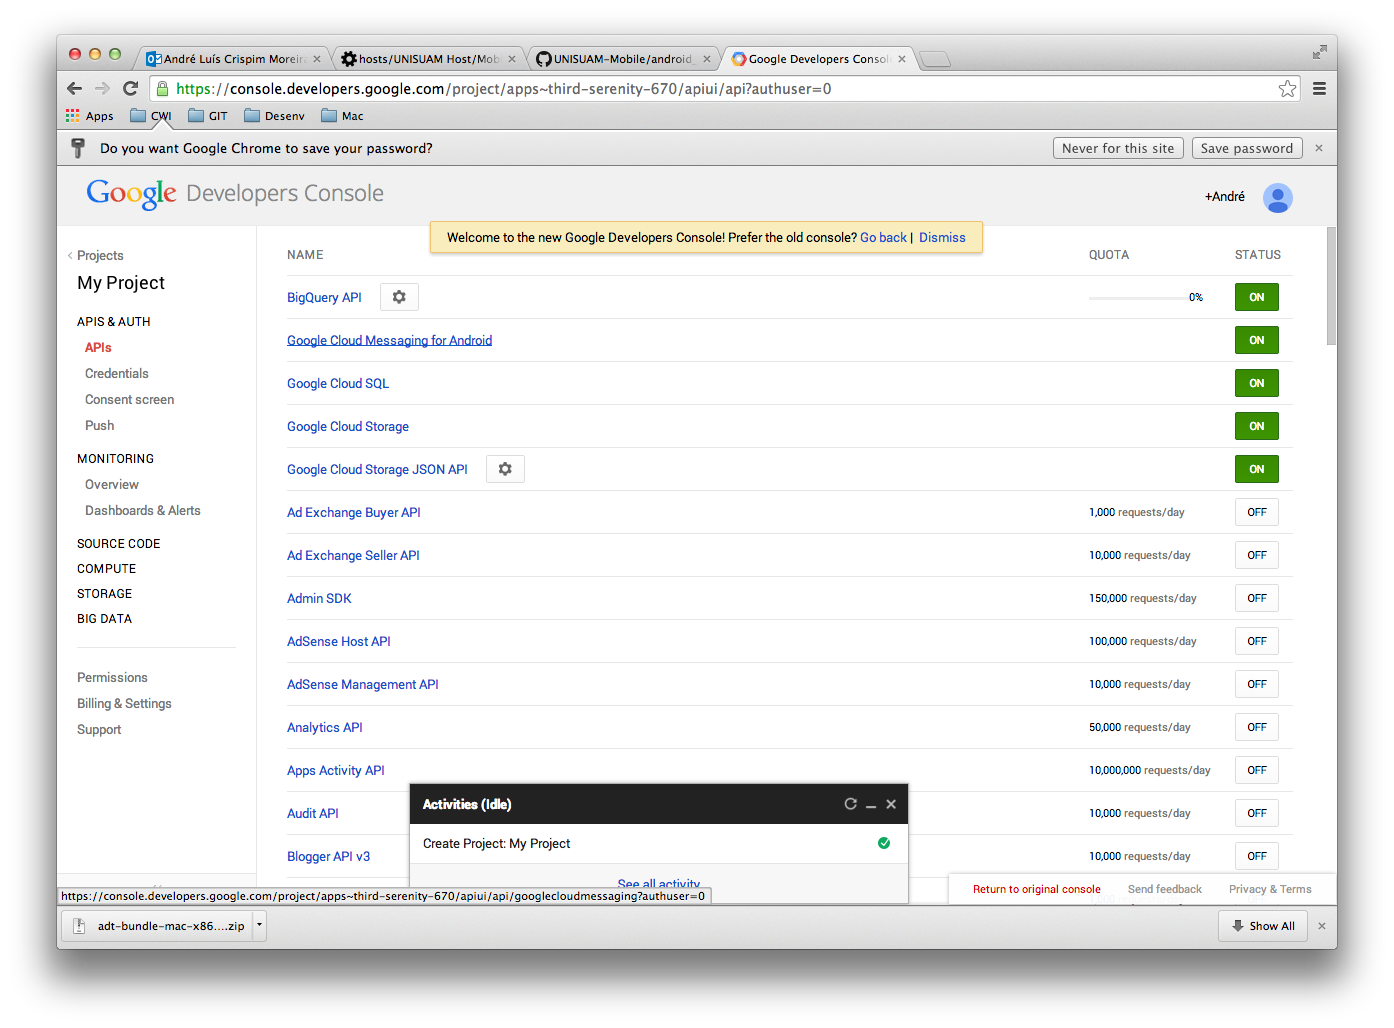 André Luís Crispim Moreir
hosts/UNISUAM Host/Mob
UNISUAM-Mobile/android_
Google Developers Consol
https://console.developers.google.com/project/apps~third-serenity-670/apiui/api?authuser=0
Apps CWI GIT Desenv Mac
Do you want Google Chrome to save your password? Never for this site Save password
Google Developers Console +André
Welcome to the new Google Developers Console! Prefer the old console? Go back | Dismiss
Projects
My Project
APIS & AUTH
APIs
Credentials
Consent screen
Push
MONITORING
Overview
Dashboards & Alerts
SOURCE CODE
COMPUTE
STORAGE
BIG DATA
Permissions
Billing & Settings
Support
NAME QUOTA STATUS
BigQuery API 0% ON
Google Cloud Messaging for Android ON
Google Cloud SQL ON
Google Cloud Storage ON
Google Cloud Storage JSON API ON
Ad Exchange Buyer API 1,000 requests/day OFF
Ad Exchange Seller API 10,000 requests/day OFF
Admin SDK 150,000 requests/day OFF
AdSense Host API 100,000 requests/day OFF
AdSense Management API 10,000 requests/day OFF
Analytics API 50,000 requests/day OFF
Apps Activity API 10,000,000 requests/day OFF
Audit API 10,000 requests/day OFF
Blogger API v3 10,000 requests/day OFF
Activities (Idle)
Create Project: My Project
See all activity
Return to original console Send feedback Privacy & Terms
https://console.developers.google.com/project/apps~third-serenity-670/apiui/api/googlecloudmessaging?authuser=0
adt-bundle-mac-x86....zip Show All